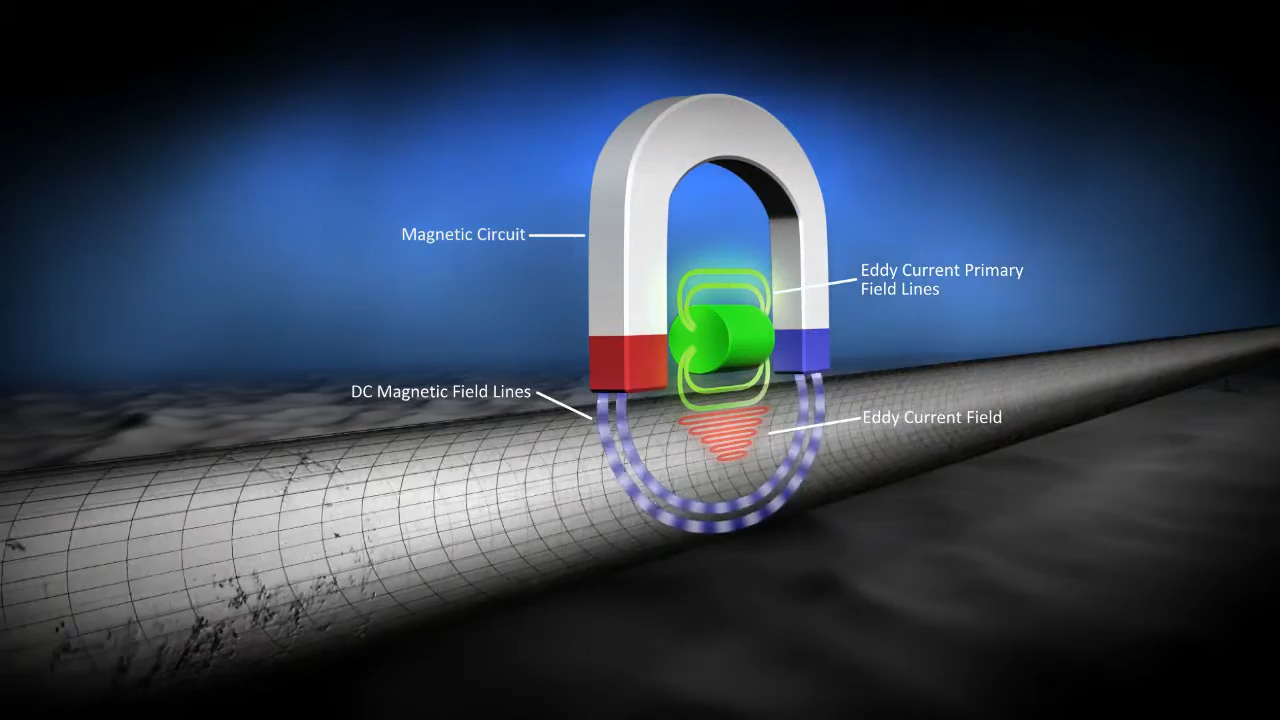 Magnetic Circuit
Eddy Current Primary
Field Lines
DC Magnetic Field Lines
Eddy Current Field